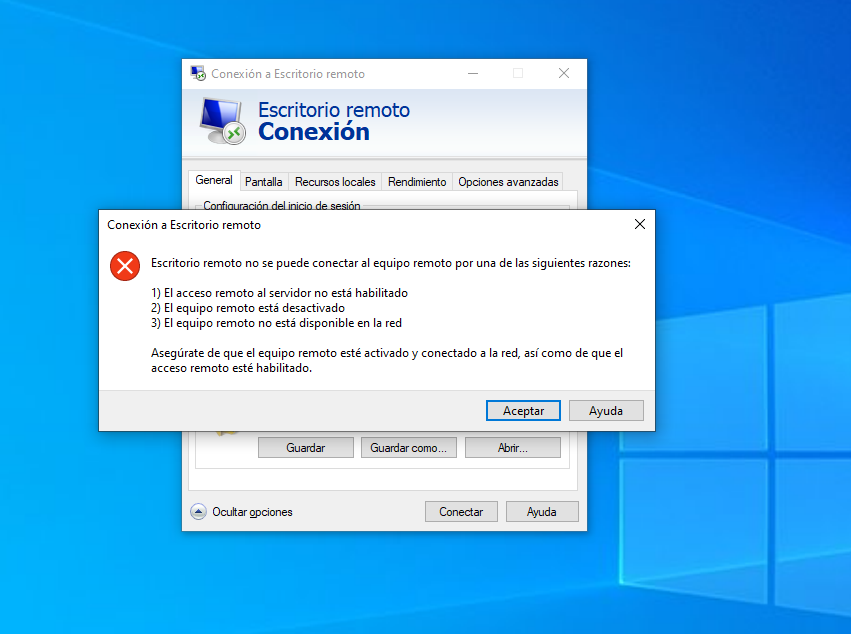 Conexión a Escritorio remoto
Escritorio remoto
Conexión
General
Pantalla
Recursos locales
Rendimiento
Opciones avanzadas
Configuración del inicio de sesión
Conexión a Escritorio remoto
Escritorio remoto no se puede conectar al equipo remoto por una de las siguientes razones:
1) El acceso remoto al servidor no está habilitado
2) El equipo remoto está desactivado
3) El equipo remoto no está disponible en la red
Asegúrate de que el equipo remoto esté activado y conectado a la red, así como de que el
acceso remoto esté habilitado.
Aceptar
Ayuda
Guardar
Guardar como...
Abrir...
Ocultar opciones
Conectar
Ayuda